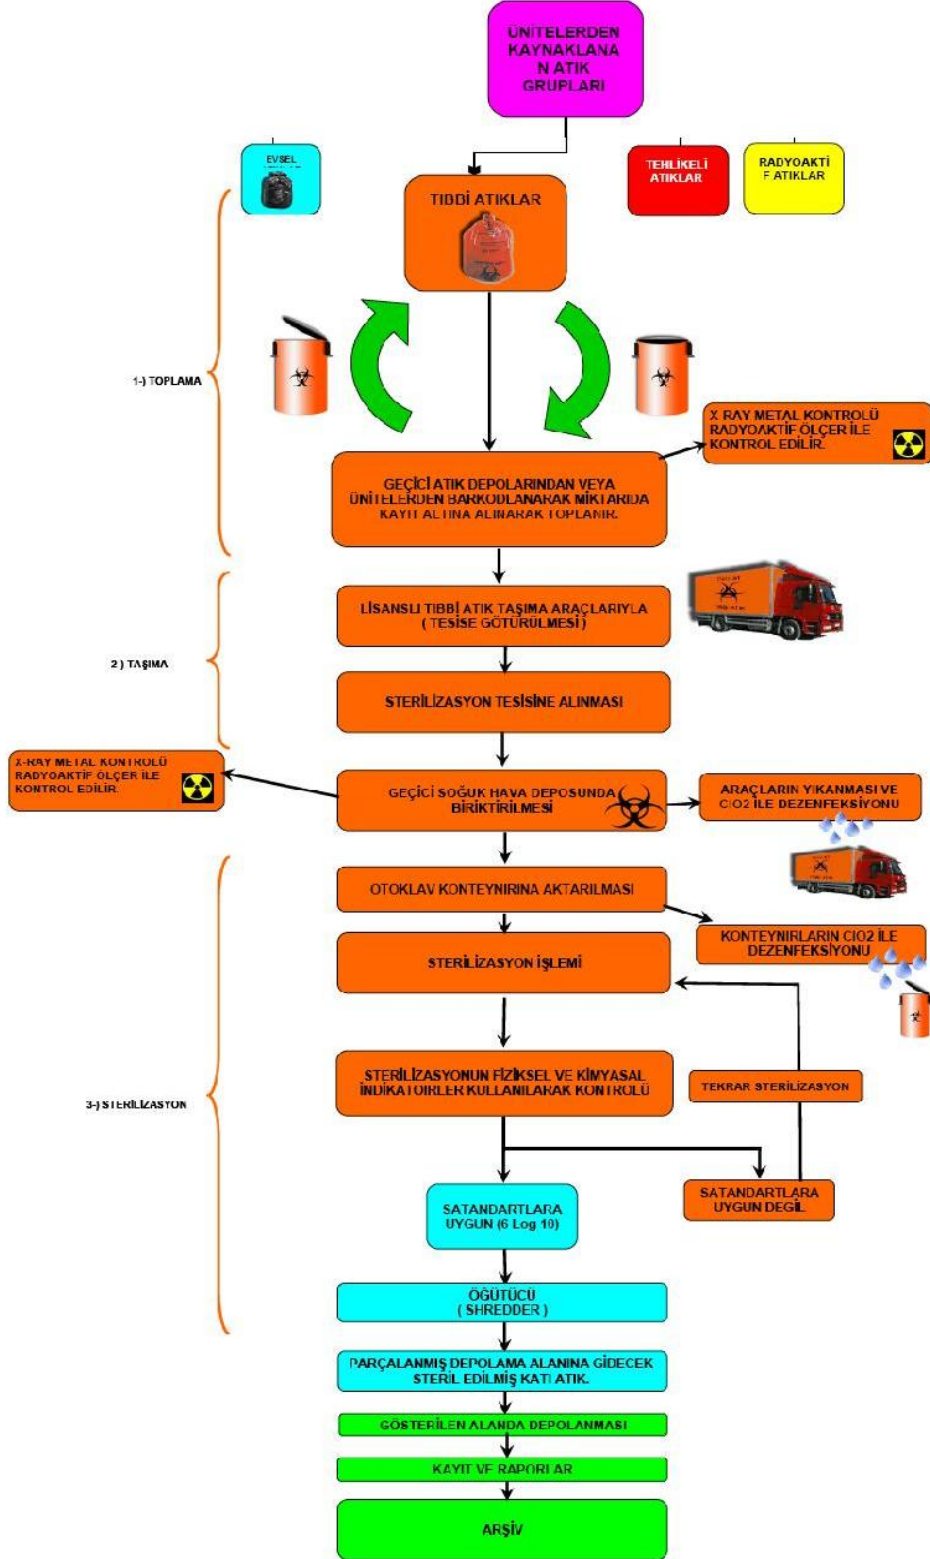 ÜNİTELERDEN
KAYNAKLANA
N ATIK
GRUPLARI
EVSEL
TIBBİ ATIKLAR
TEHLİKELİ
ATIKLAR
RADYOAKTİ
F ATIKLAR
1-) TOPLAMA
X RAY METAL KONTROLÜ
RADYOAKTİF ÖLÇER İLE
KONTROL EDİLİR.
GEÇİCİ ATIK DEPOLARINDAN VEYA
ÜNİTELERDEN BARKODLANARAK MİKTARIDA
KAYIT ALTINA ALINARAK TOPLANIR.
LİSANSLI TIBBİ ATIK TAŞIMA ARAÇLARIYLA
( TESİSE GÖTÜRÜLMESİ )
2 ) TAŞIMA
STERİLİZASYON TESİSİNE ALINMASI
X-RAY METAL KONTROLÜ
RADYOAKTİF ÖLÇER İLE
KONTROL EDİLİR.
GEÇİCİ SOĞUK HAVA DEPOSUNDA
BİRİKTİRİLMESİ
ARAÇLARIN YIKANMASI VE
ClO2 İLE DEZENFEKSİYONU
OTOKLAV KONTEYNIRINA AKTARILMASI
KONTEYNIRLARIN ClO2 İLE
DEZENFEKSİYONU
STERİLİZASYON İŞLEMİ
STERİLİZASYONUN FİZİKSEL VE KİMYASAL
İNDİKATÖİRLER KULLANILARAK KONTROLÜ
TEKRAR STERİLİZASYON
3-) STERİLİZASYON
SATANDARTLARA
UYGUN (6 Log 10)
SATANDARTLARA
UYGUN DEGİL
ÖĞÜTÜCÜ
( SHREDDER )
PARÇALANMIŞ DEPOLAMA ALANINA GİDECEK
STERİL EDİLMİŞ KATI ATIK.
GÖSTERİLEN ALANDA DEPOLANMASI
KAYIT VE RAPORLAR
ARŞİV